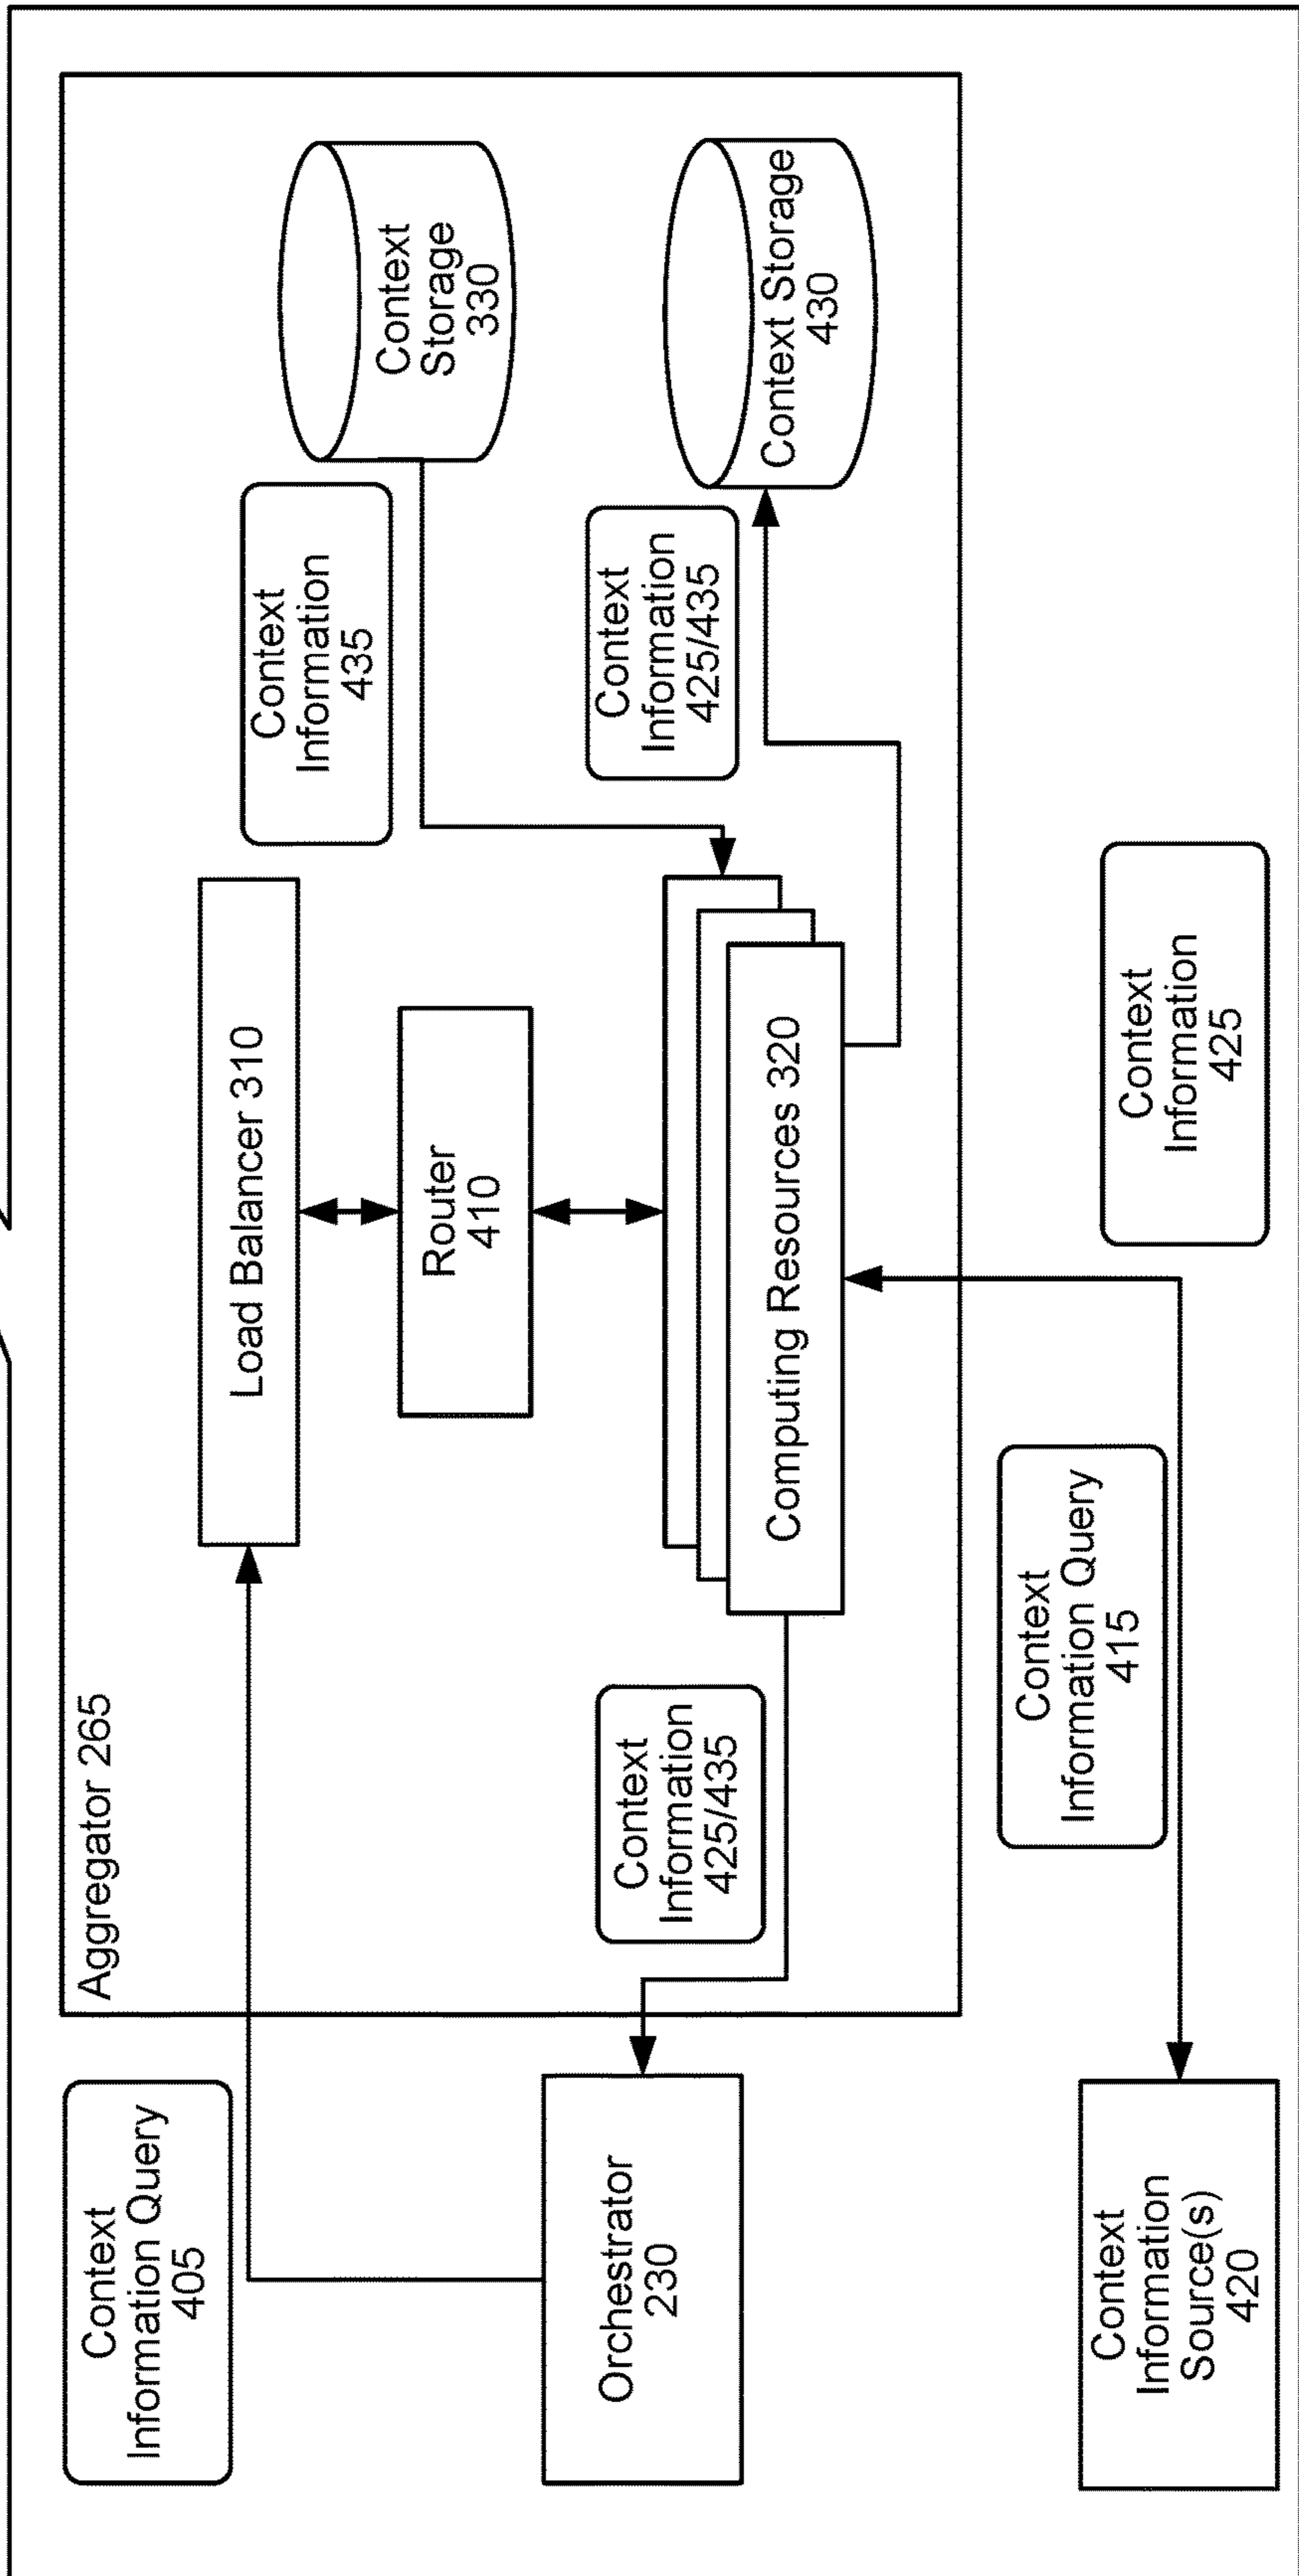 Context
Information Query
405
Aggregator 265
Load Balancer 310
Context
Information
435
Context
Storage
330
Router
410
Orchestrator
230
Context
Information
425/435
Computing Resources 320
Context
Information
425/435
Context Storage
430
Context
Information
Source(s)
420
Context
Information Query
415
Context
Information
425